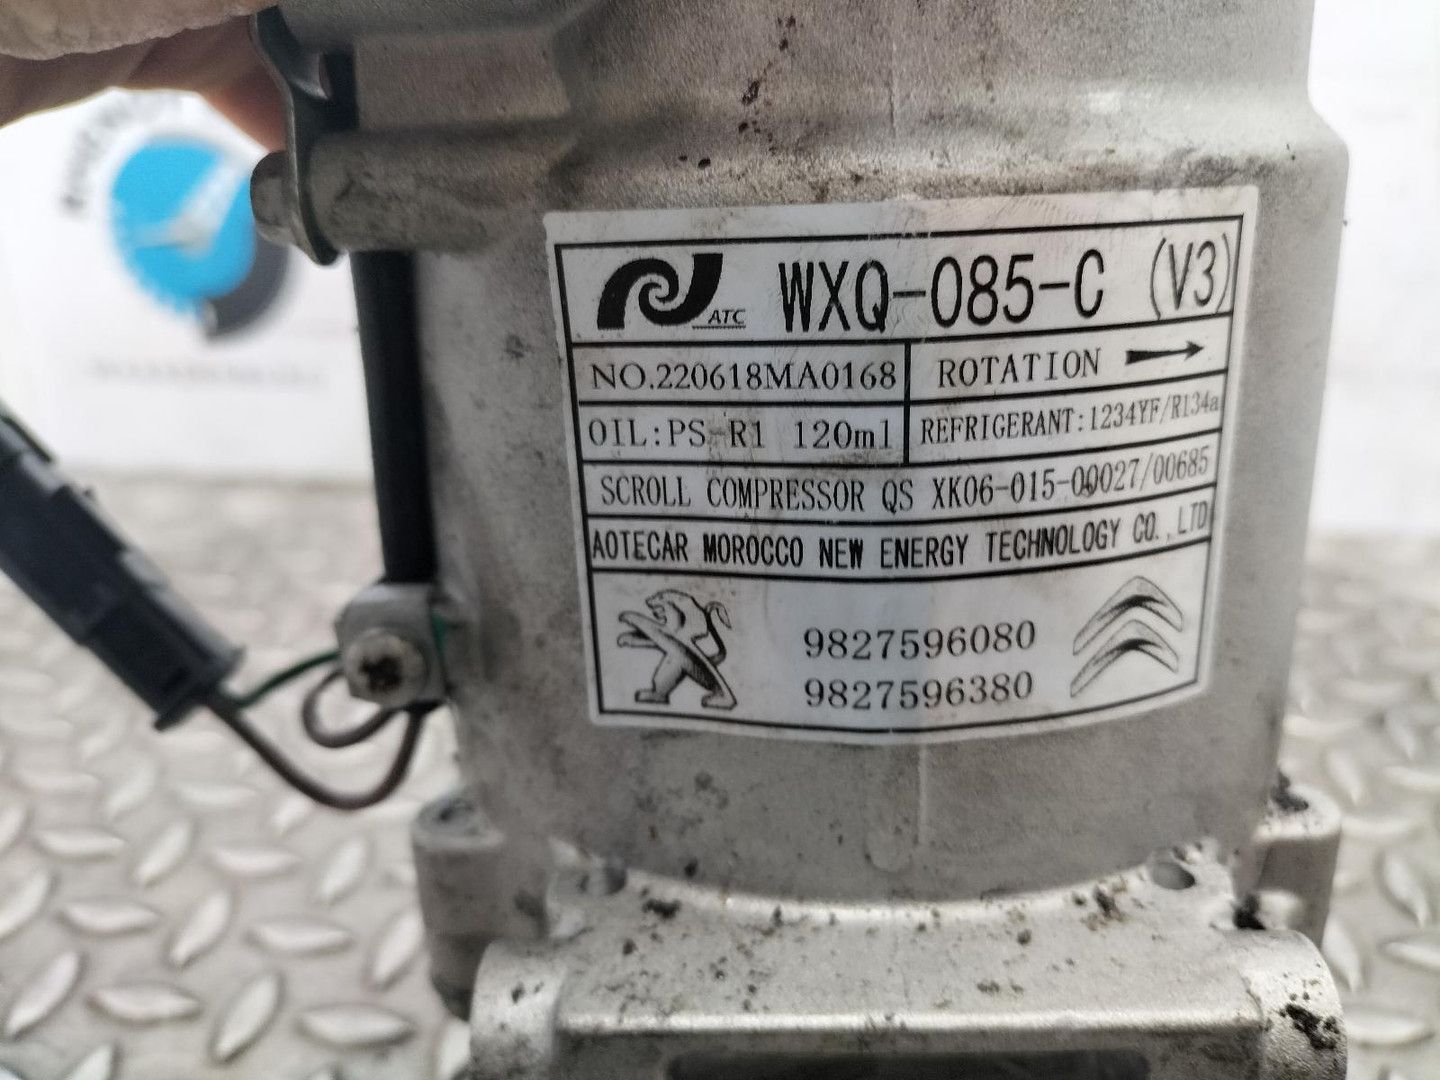 ATC WXQ-085-C (V3)
NO.220618MA0168 ROTATION
OIL:PS-R1 120ml REFRIGERANT:1234YF/R134a
SCROLL COMPRESSOR QS XK06-015-00027/00685
AOTECAR MOROCCO NEW ENERGY TECHNOLOGY CO.,LTD
9827596080
9827596380